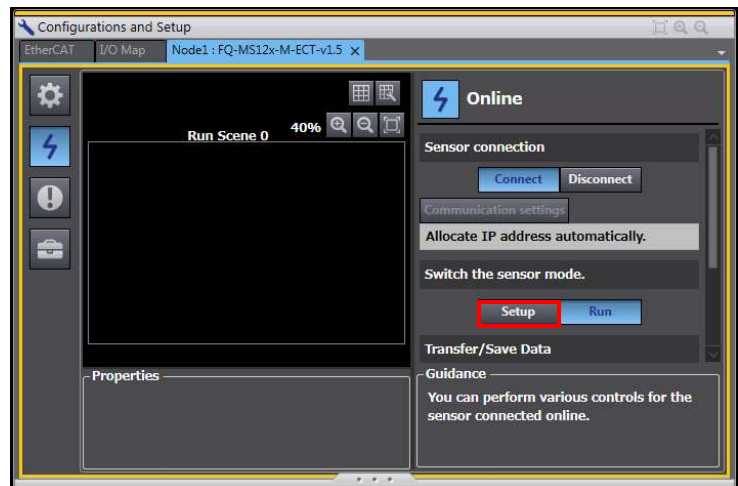 Configurations and Setup
EtherCAT
I/O Map
Node1 : FQ-MS12x-M-ECT-v1.5
Online
Run Scene 0
40%
Sensor connection
Connect
Disconnect
Communication settings
Allocate IP address automatically.
Switch the sensor mode.
Setup
Run
Transfer/Save Data
Properties
Guidance
You can perform various controls for the
sensor connected online.